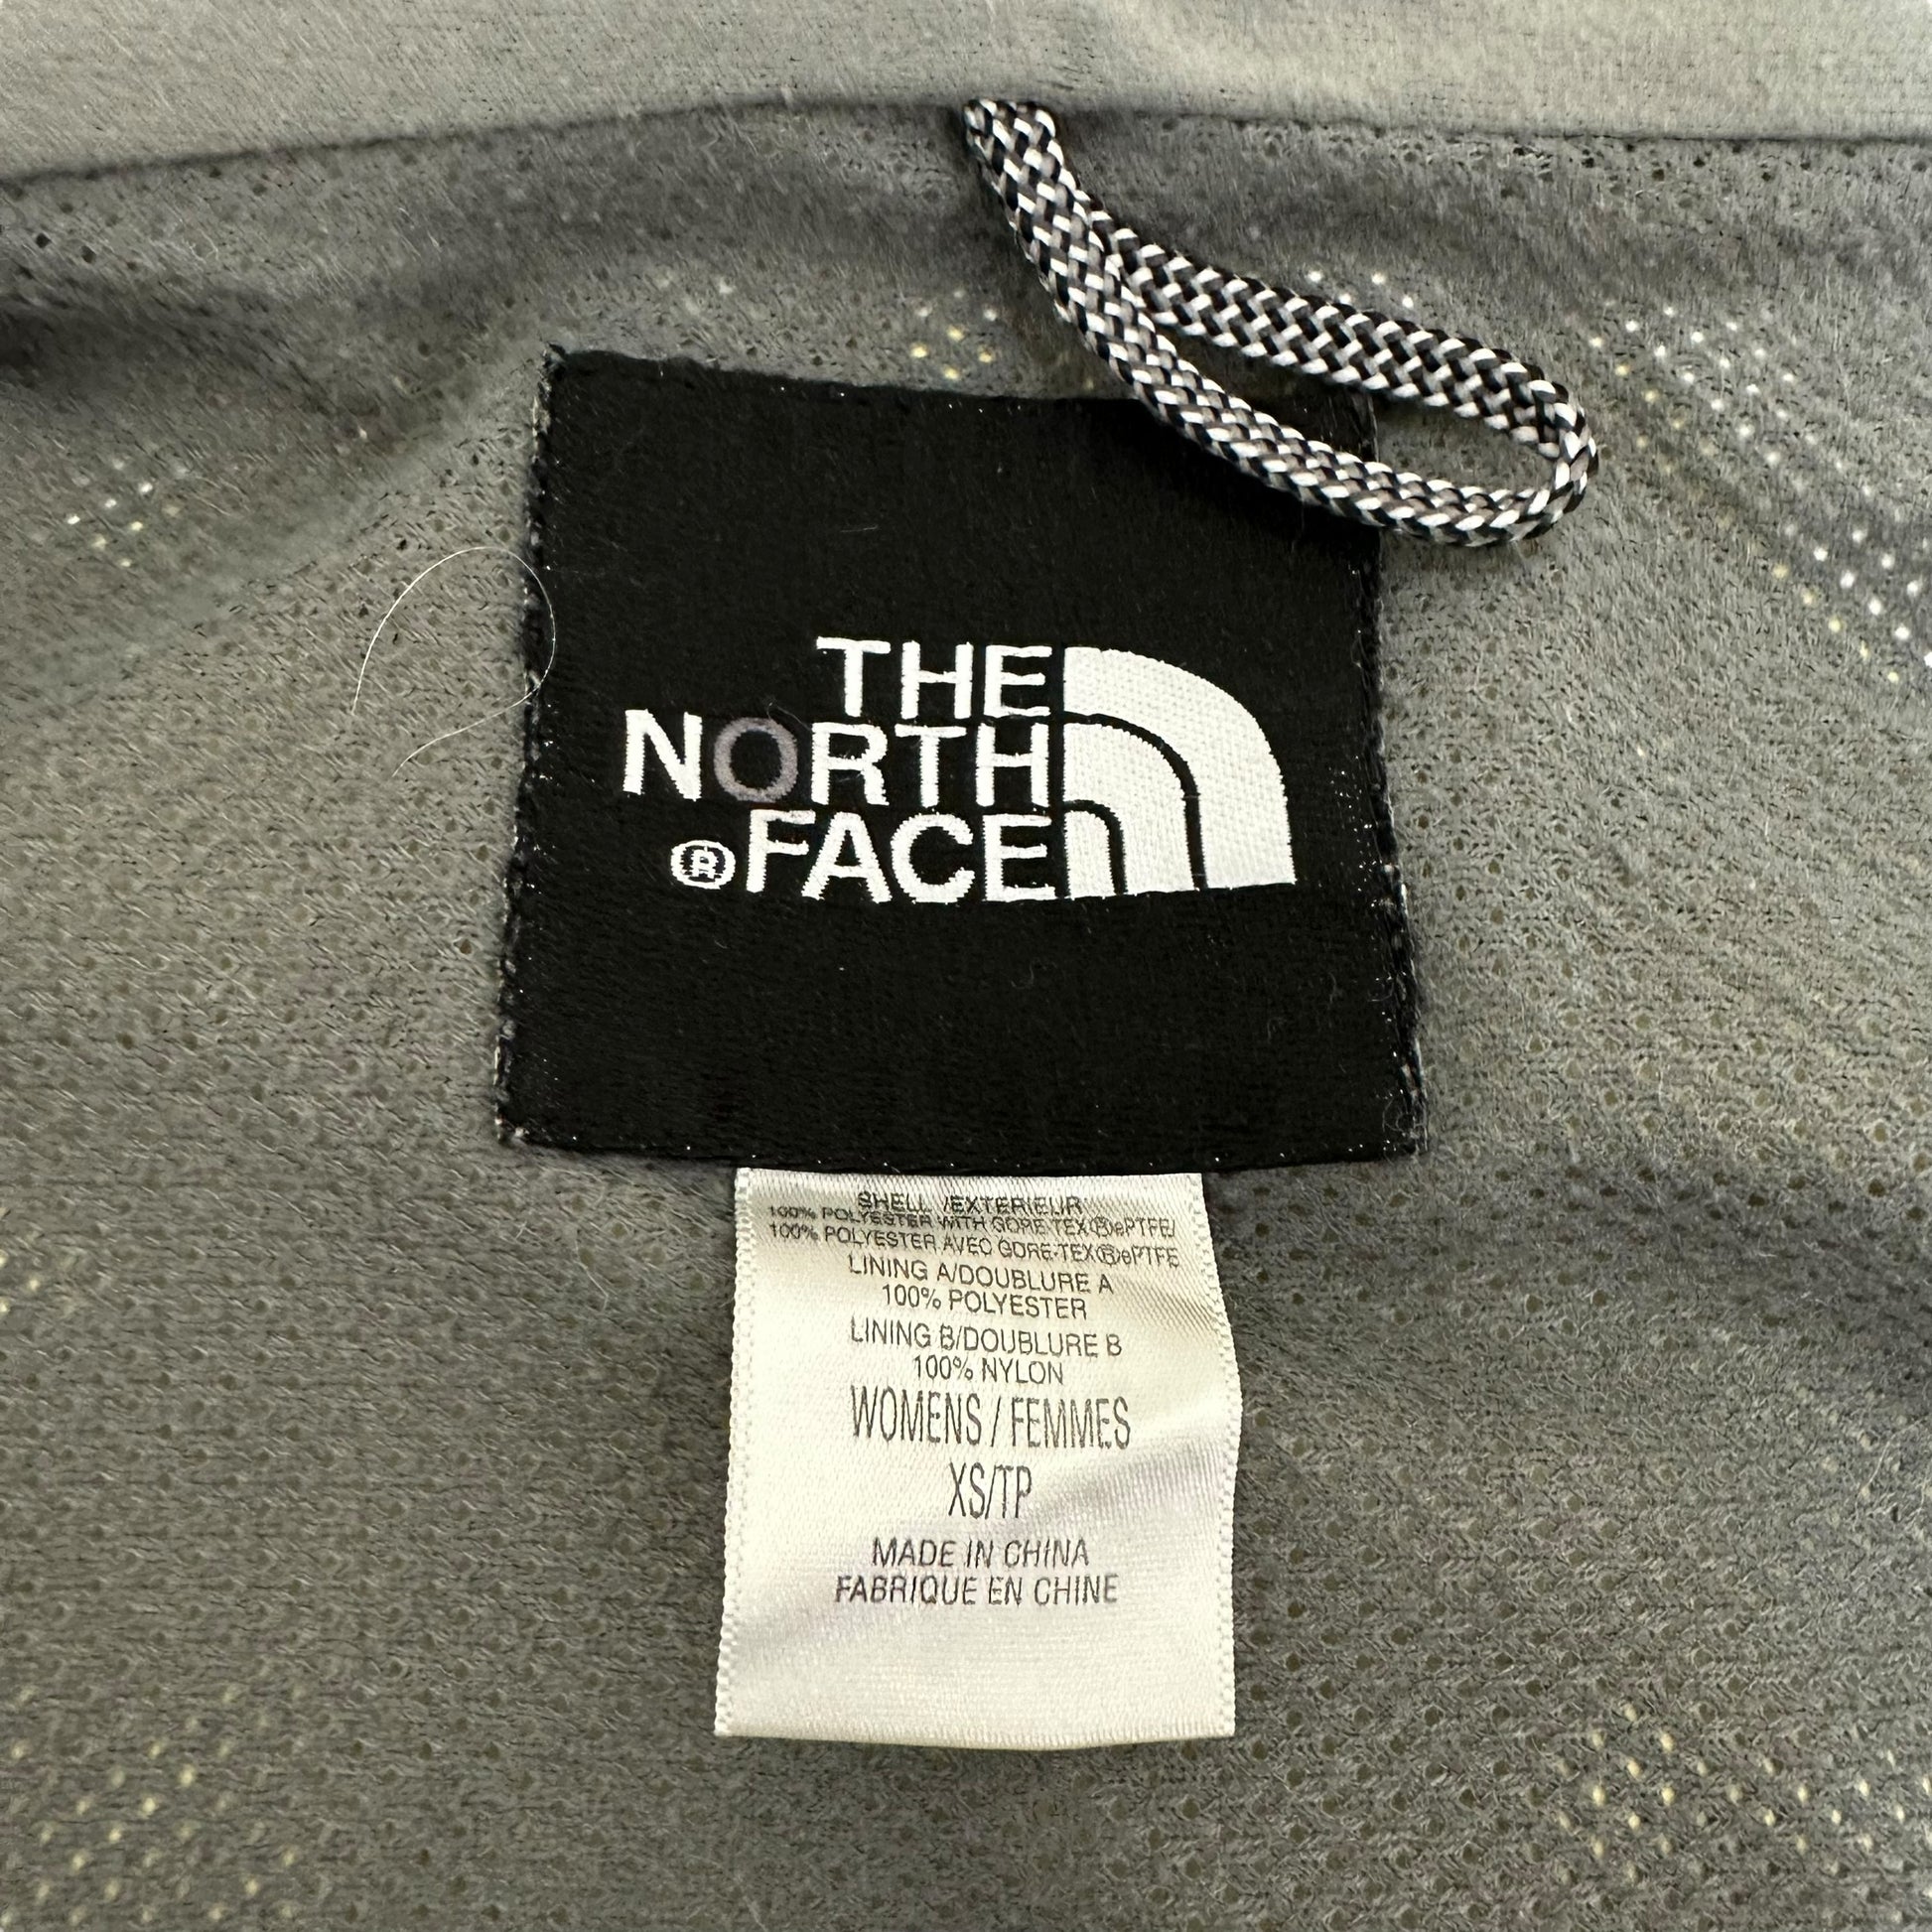 THE
NORTH
®FACE
SHELL /EXTERIEUR
100% POLYESTER WITH GORE-TEX®ePTFE/
100% POLYESTER AVEC GORE-TEX®ePTFE
LINING A/DOUBLURE A
100% POLYESTER
LINING B/DOUBLURE B
100% NYLON
WOMENS / FEMMES
XS/TP
MADE IN CHINA
FABRIQUE EN CHINE